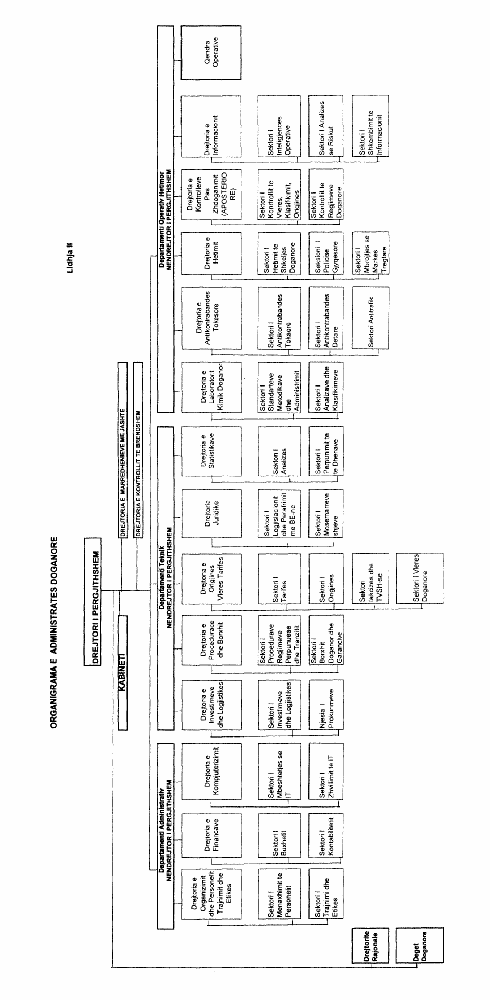 Lidhja II
ORGANIGRAMA E ADMINISTRATES DOGANORE
DREJTORI I PERGJITHSHEM
KABINETI
DREJTORIA E MARREDHENIEVE ME JASHTE
DREJTORIA E KONTROLLIT TE BRENDSHEM
Departamenti Administrativ
NENDREJTOR I PERGJITHSHEM
Departamenti Teknik
NENDREJTOR I PERGJITHSHEM
Departamenti Operativ Hetimor
NENDREJTOR I PERGJITHSHEM
Drejtoria e
Organizimit
dhe Personelit
Trajnimit dhe
Etikes
Sektori I
Menaxhimit te
Personelit
Sektori I
Trajnimi dhe
Etikes
Drejtoria e
Financave
Sektori I
Buxhetit
Sektori I
Kontabilitetit
Drejtoria e
Kompjuterizimit
Sektori I
Mbeshtetjes se
IT
Sektori I
Zhvillimit te IT
Drejtoria e
Investimeve
dhe Logjistikes
Sektori I
Investimeve
dhe Logjistikes
Njesia I
Prokurimeve
Drejtoria e
Procedurace
dhe Borxhit
Sektori I
Procedurave
Regjimeve
Perpunuese
dhe Tranzitit
Sektori I
Borxhit
Doganor dhe
Garancive
Drejtoria e
Origjines
Vleres Tarifes
Sektori I
Tarifes
Sektori I
Origjines
Sektori
Iakcizes dhe
TVSH-se
Sektori I Vleres
Doganore
Drejtoria
Juridike
Sektori I
Legjislacionit
dhe Perafrimit
me BE-ne
Sektori I
Mosemarreve
shjeve
Drejtoria e
Statistikave
Sektori I
Analizes
Sektori I
Perpunimit te
te Dhenave
Drejtoria e
Laboratorit
Kimik Doganor
Sektori I
Standarteve
Metodikave
dhe
Administrimit
Sektori I
Analizave dhe
Klasifikimeve
Drejtoria e
Antikontrabandes
Tokesore
Sektori I
Antikontrabandes
Toksore
Sektori I
Antikontrabandes
Detare
Sektori Antitrafik
Drejtoria e
Hetimit
Sektori I
Hetimit te
Shkeljes
Doganore
Seksioni I
Policise
Gjyqesore
Sektori I
Mbrojtjes se
Markes
Tregtare
Drejtoria e
Kontrolleve
Pas
Zhdoganimit
(APOSTERIO
RE)
Sektori I
Konrtrollit te
Vleres,
Klasifikimit,
Origjines
Sektori I
Kontrollit te
Regjimeve
Doganore
Drejtoria e
Informacionit
Sektori I
Inteligjences
Operative
Sektori I Analizes
se Riskut
Sektori I
Shkembimit te
Informacionit
Qendra
Operative
Drejtorite
Rajonale
Deget
Doganore